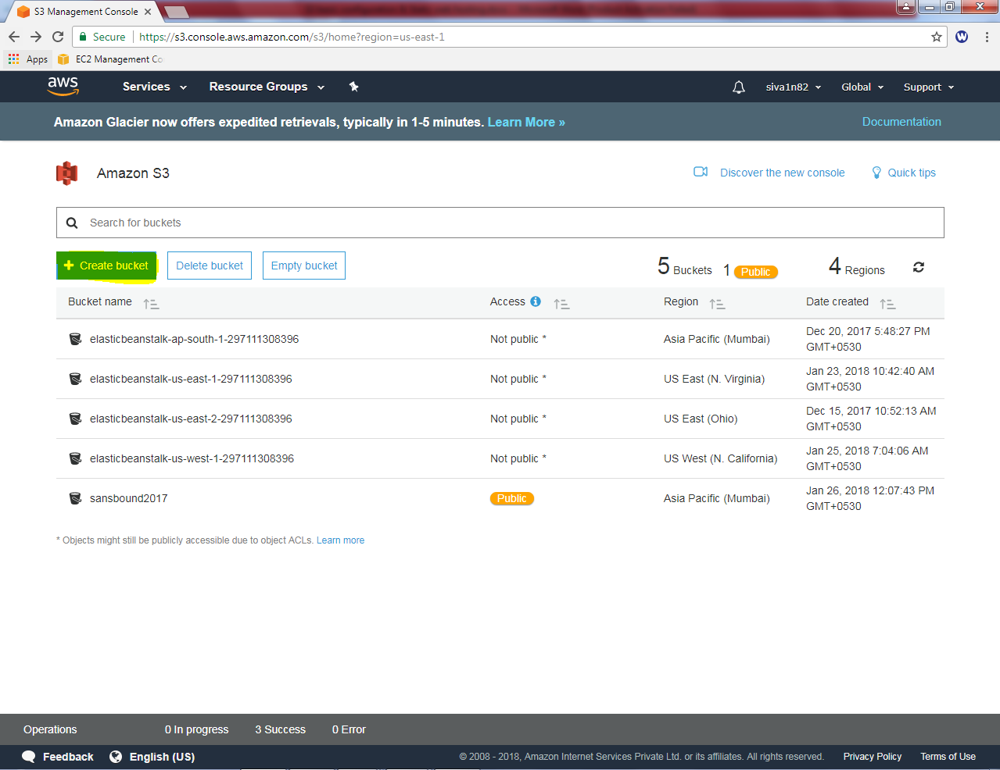 S3 Management Console
Secure https://s3.console.aws.amazon.com/s3/home?region=us-east-1
Apps EC2 Management Co
aws Services Resource Groups siva1n82 Global Support
Amazon Glacier now offers expedited retrievals, typically in 1-5 minutes. Learn More » Documentation
Amazon S3 Discover the new console Quick tips
Search for buckets
Create bucket Delete bucket Empty bucket 5 Buckets 1 Public 4 Regions
Bucket name Access Region Date created
elasticbeanstalk-ap-south-1-297111308396 Not public * Asia Pacific (Mumbai) Dec 20, 2017 5:48:27 PM
GMT+0530
elasticbeanstalk-us-east-1-297111308396 Not public * US East (N. Virginia) Jan 23, 2018 10:42:40 AM
GMT+0530
elasticbeanstalk-us-east-2-297111308396 Not public * US East (Ohio) Dec 15, 2017 10:52:13 AM
GMT+0530
elasticbeanstalk-us-west-1-297111308396 Not public * US West (N. California) Jan 25, 2018 7:04:06 AM
GMT+0530
sansbound2017 Public Asia Pacific (Mumbai) Jan 26, 2018 12:07:43 PM
GMT+0530
* Objects might still be publicly accessible due to object ACLs. Learn more
Operations 0 In progress 3 Success 0 Error
Feedback English (US) © 2008 - 2018, Amazon Internet Services Private Ltd. or its affiliates. All rights reserved. Privacy Policy Terms of Use